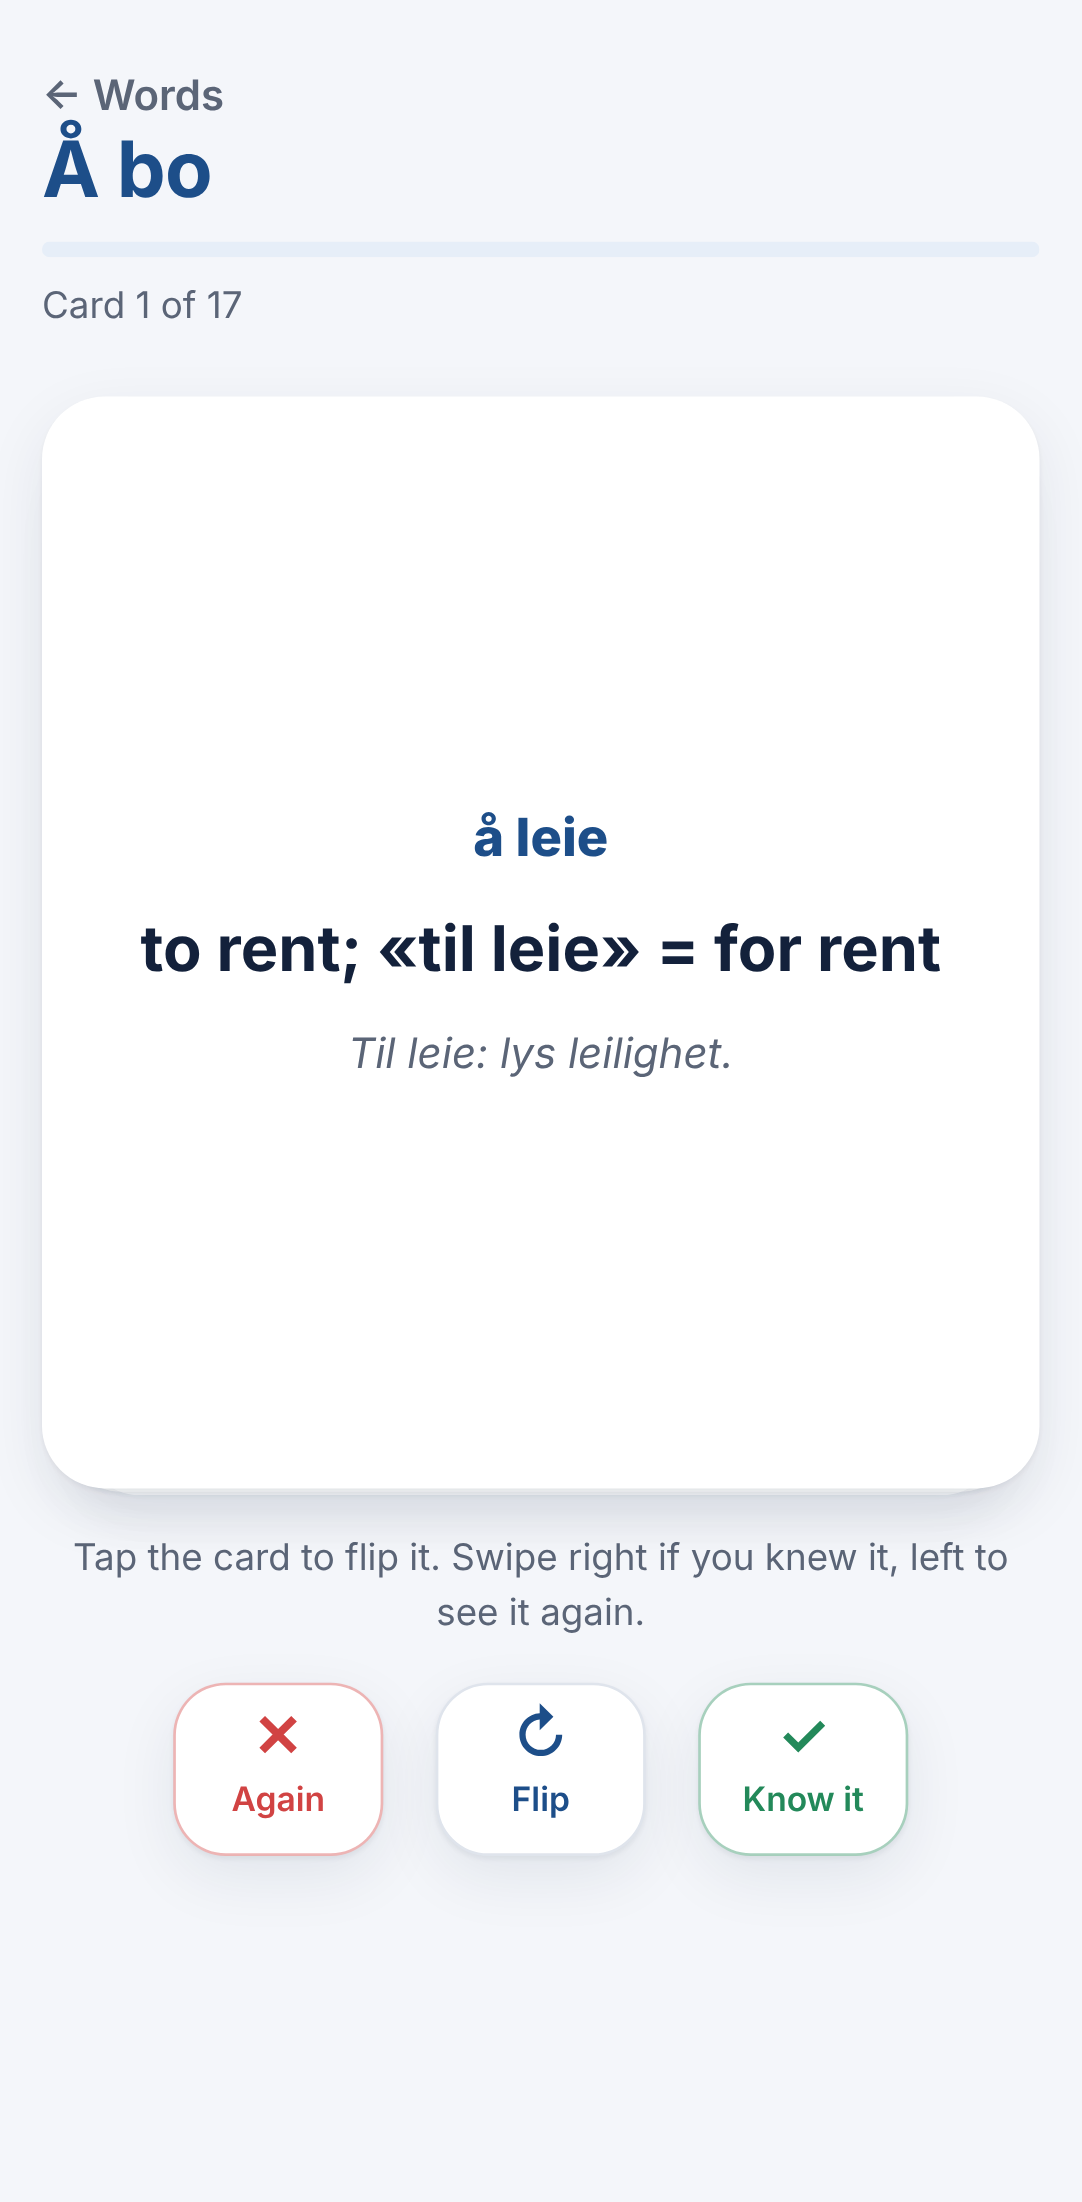 ← Words
Å bo
Card 1 of 17
å leie
to rent; «til leie» = for rent
Til leie: lys leilighet.
Tap the card to flip it. Swipe right if you knew it, left to
see it again.
Again
Flip
Know it